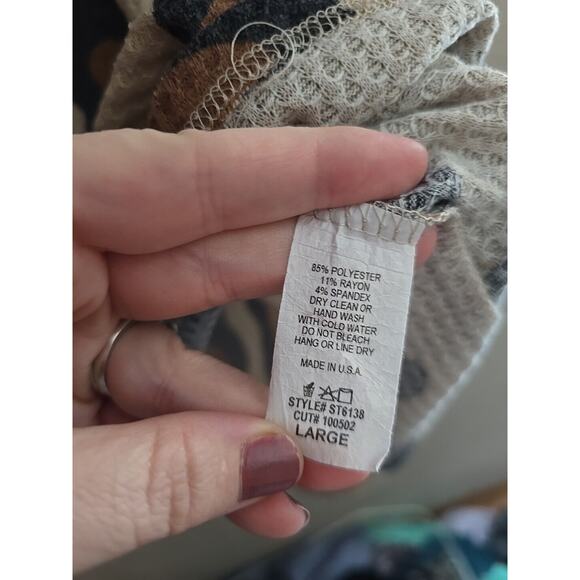 85% POLYESTER
11% RAYON
4% SPANDEX
DRY CLEAN OR
HAND WASH
WITH COLD WATER
DO NOT BLEACH
HANG OR LINE DRY
MADE IN U.S.A.
STYLE# ST6138
CUT# 100502
LARGE